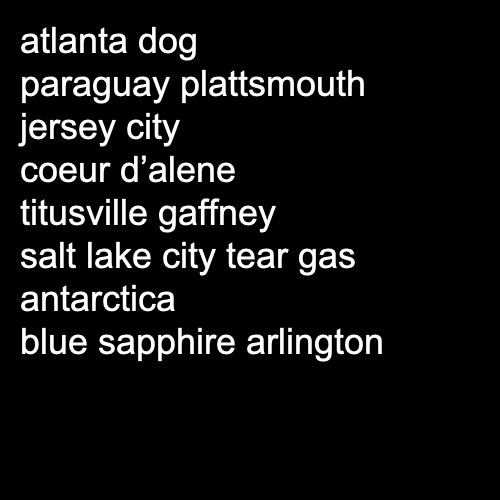 atlanta dog
paraguay plattsmouth
jersey city
coeur d’alene
titusville gaffney
salt lake city tear gas
antarctica
blue sapphire arlington